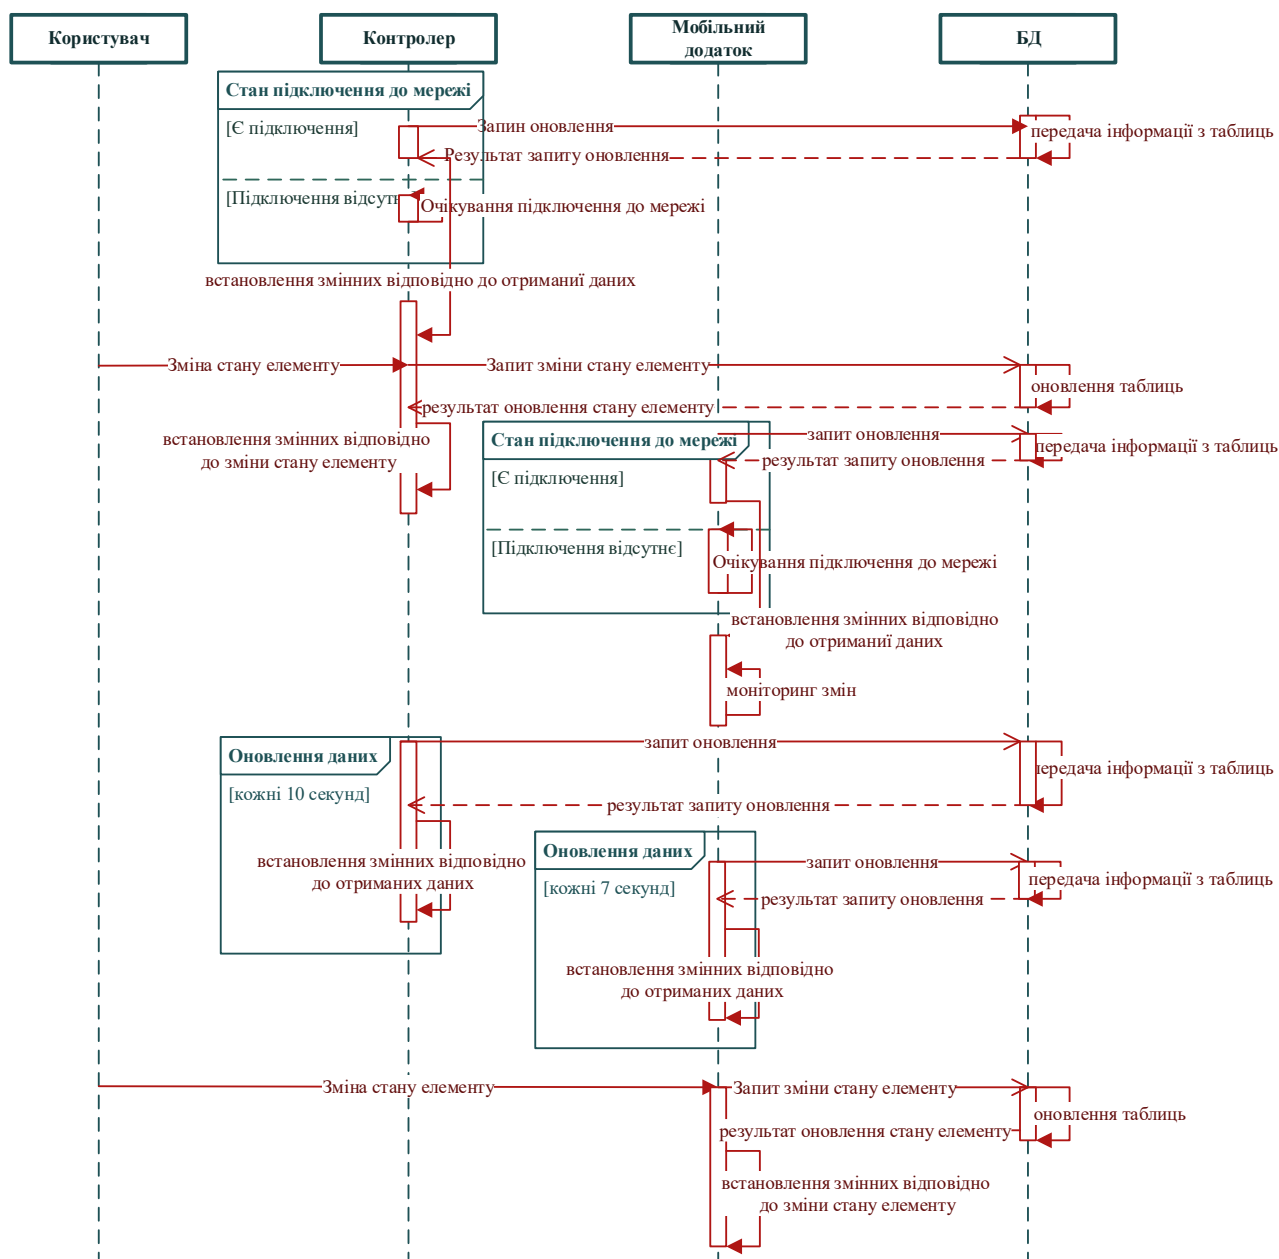 Користувач
Контролер
Мобільний
додаток
БД
Стан підключення до мережі
[Є підключення]
Запин оновлення
передача інформації з таблиць
Результат запиту оновлення
[Підключення відсутн
Очікування підключення до мережі
встановлення змінних відповідно до отриманиї даних
Зміна стану елементу
Запит зміни стану елементу
оновлення таблиць
результат оновлення стану елементу
встановлення змінних відповідно
до зміни стану елементу
Стан підключення до мережі
запит оновлення
передача інформації з таблиць
результат запиту оновлення
[Є підключення]
[Підключення відсутнє]
Очікування підключення до мережі
встановлення змінних відповідно
до отриманиї даних
моніторинг змін
Оновлення даних
запит оновлення
передача інформації з таблиць
[кожні 10 секунд]
результат запиту оновлення
встановлення змінних відповідно
до отриманих даних
Оновлення даних
запит оновлення
передача інформації з таблиць
[кожні 7 секунд]
результат запиту оновлення
встановлення змінних відповідно
до отриманих даних
Зміна стану елементу
Запит зміни стану елементу
оновлення таблиць
результат оновлення стану елементу
встановлення змінних відповідно
до зміни стану елементу